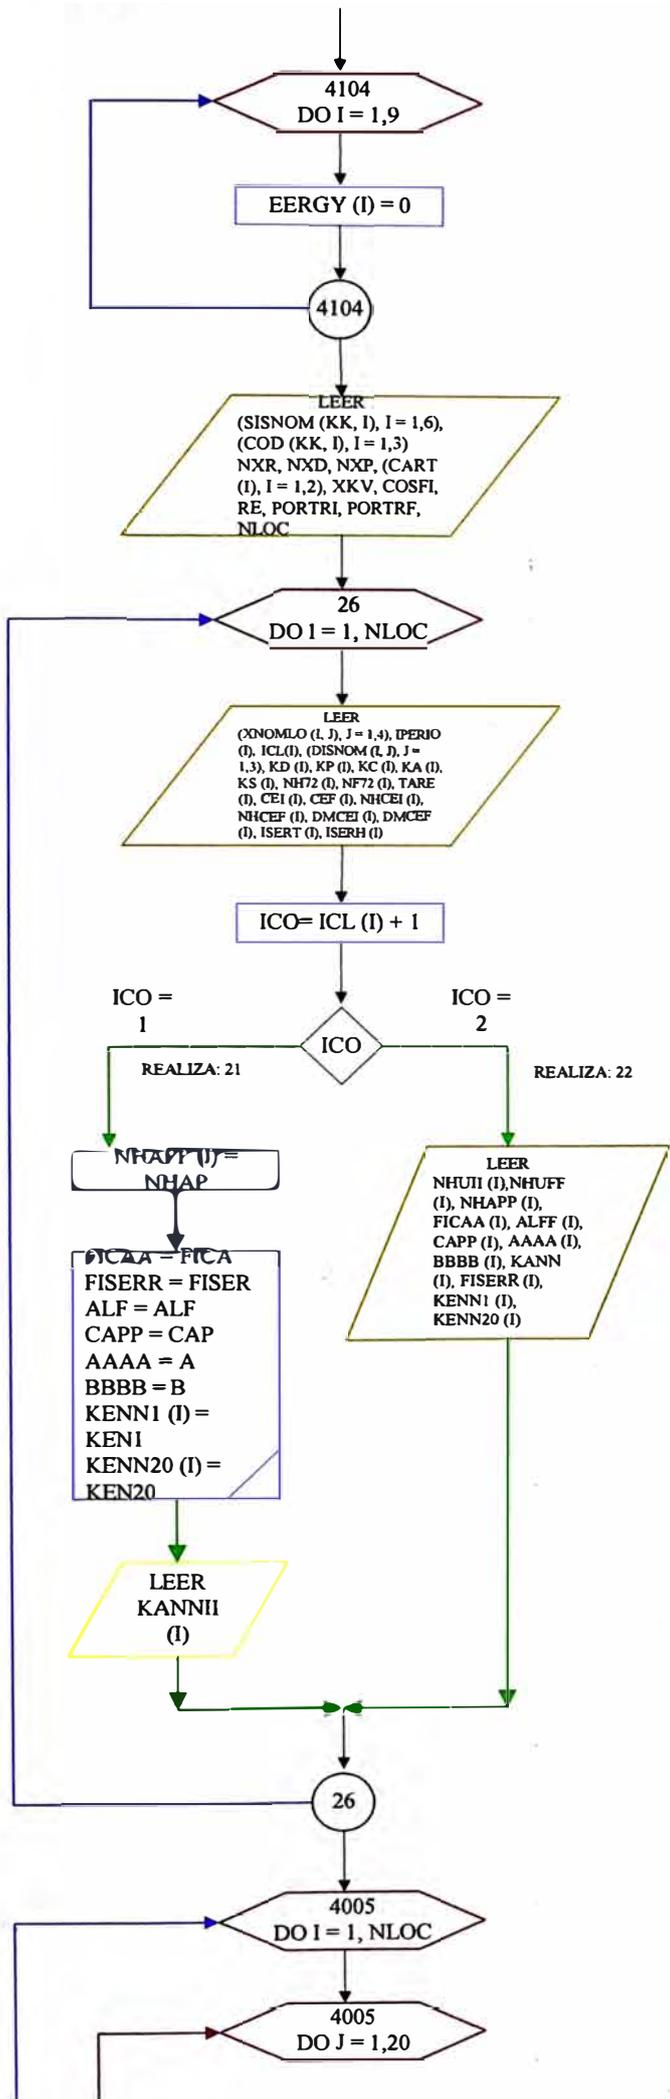 4104
DO I = 1,9
EERGY (I) = 0
4104
LEER
(SISNOM (KK, I), I = 1,6),
(COD (KK, I), I = 1,3)
NXR, NXD, NXP, (CART
(I), I = 1,2), XKV, COSFI,
RE, PORTRI, PORTRF,
NLOC
26
DO I = 1, NLOC
LEER
(XNOMLO (I, J), J = 1,4), IPERIO
(I), ICL(I), (DISNOM (I, J), J =
1,3), KD (I), KP (I), KC (I), KA (I),
KS (I), NH72 (I), NF72 (I), TARE
(I), CEI (I), CEF (I), NHCEI (I),
NHCEF (I), DMCEI (I), DMCEF
(I), ISERT (I), ISERH (I)
ICO= ICL (I) + 1
ICO =
1
ICO =
2
ICO
REALIZA: 21
REALIZA: 22
NHAPP (I) =
NHAP
FICAA = FICA
FISERR = FISER
ALF = ALF
CAPP = CAP
AAAA = A
BBBB = B
KENN1 (I) =
KEN1
KENN20 (I) =
KEN20
LEER
NHUII (I),NHUFF
(I), NHAPP (I),
FICAA (I), ALFF (I),
CAPP (I), AAAA (I),
BBBB (I), KANN
(I), FISERR (I),
KENN1 (I),
KENN20 (I)
LEER
KANNII
(I)
26
4005
DO I = 1, NLOC
4005
DO J = 1,20